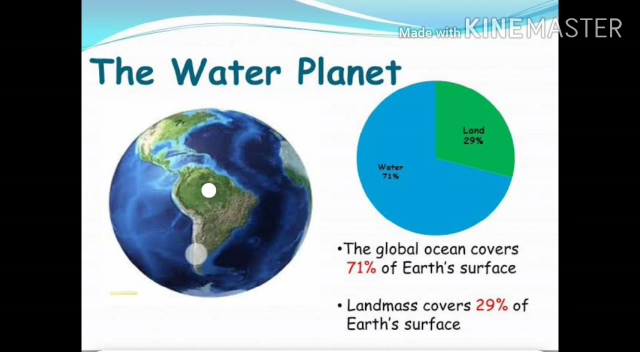 Made with KINEMASTER
The Water Planet
Land
29%
Water
71%
•The global ocean covers
71% of Earth's surface
• Landmass covers 29% of
Earth's surface